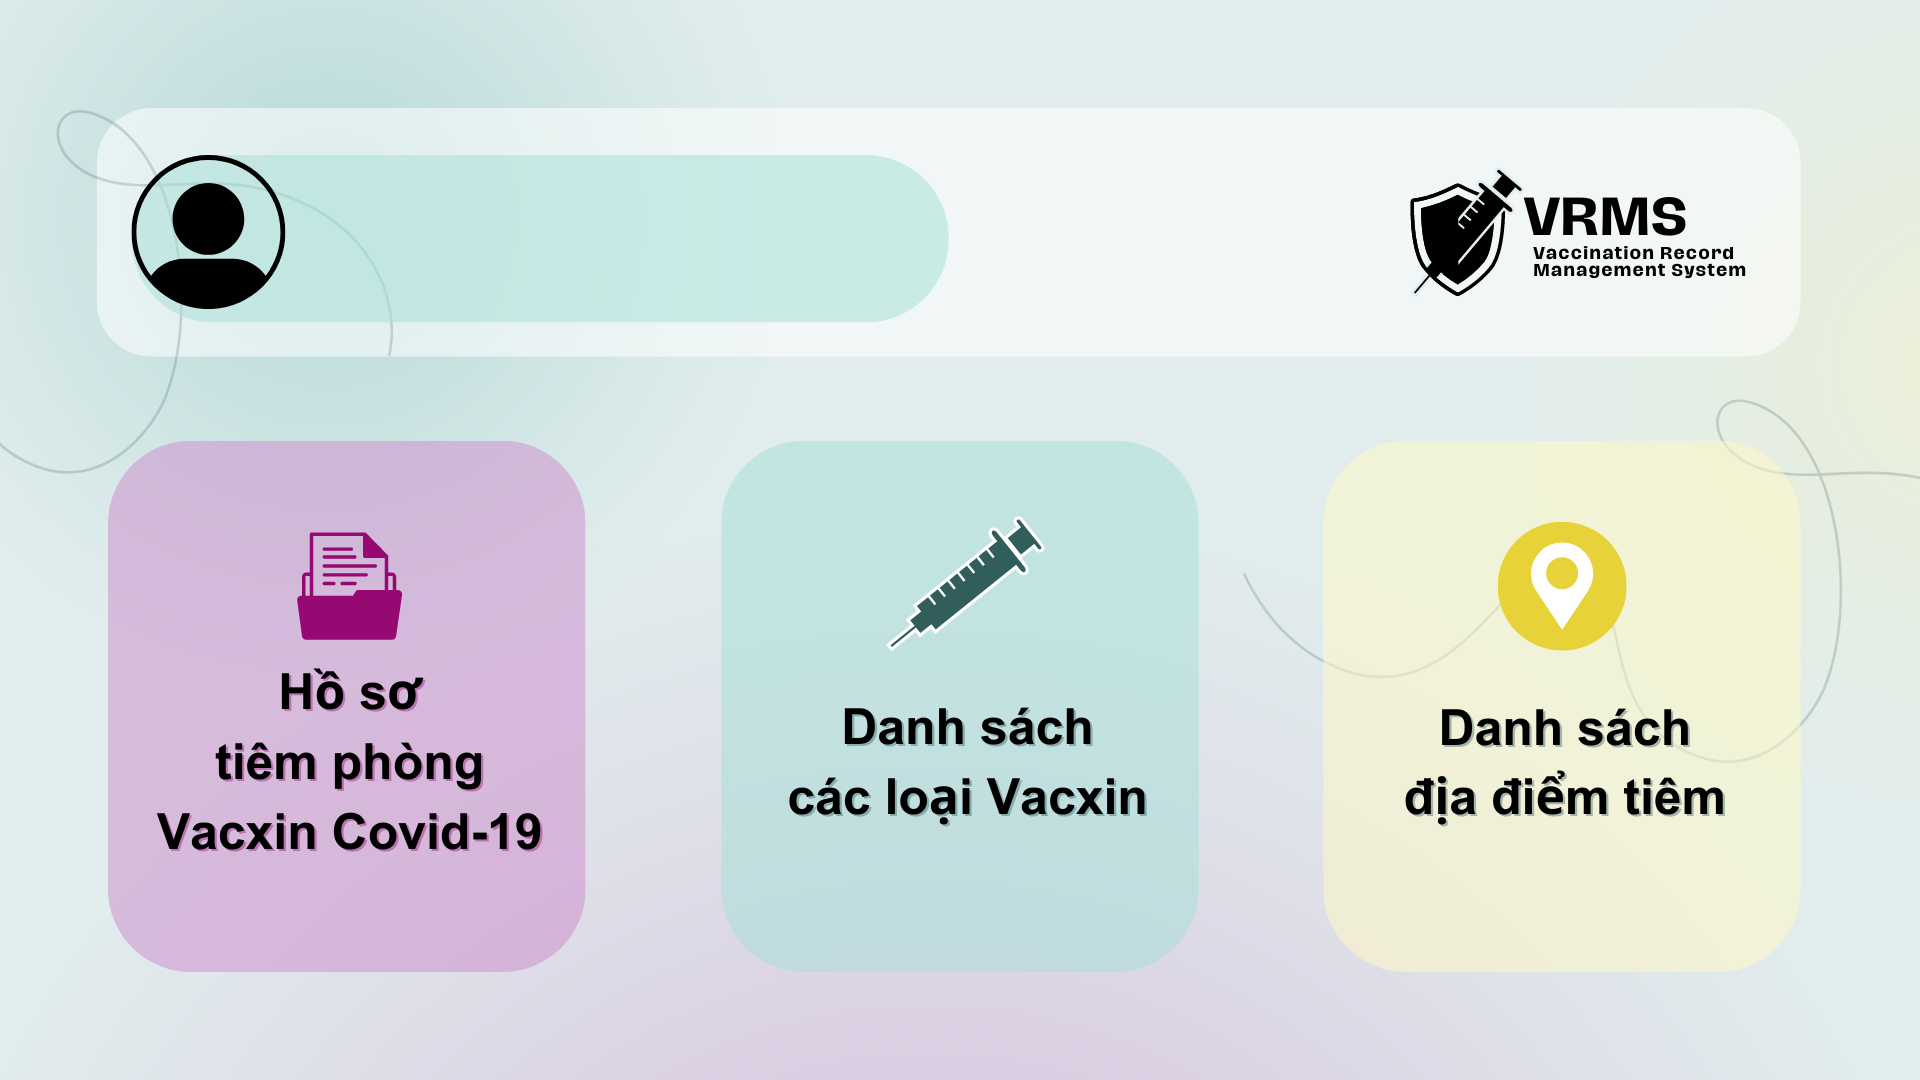 VRMS
Vaccination Record
Management System
Hồ sơ
tiêm phòng
Vacxin Covid-19
Danh sách
các loại Vacxin
Danh sách
địa điểm tiêm